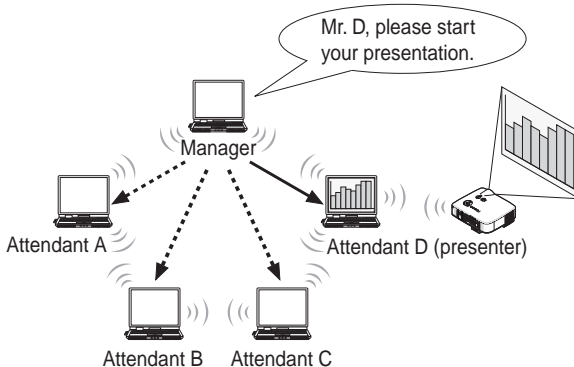 Mr. D, please start
your presentation.
Manager
Attendant A
Attendant D (presenter)
Attendant B
Attendant C